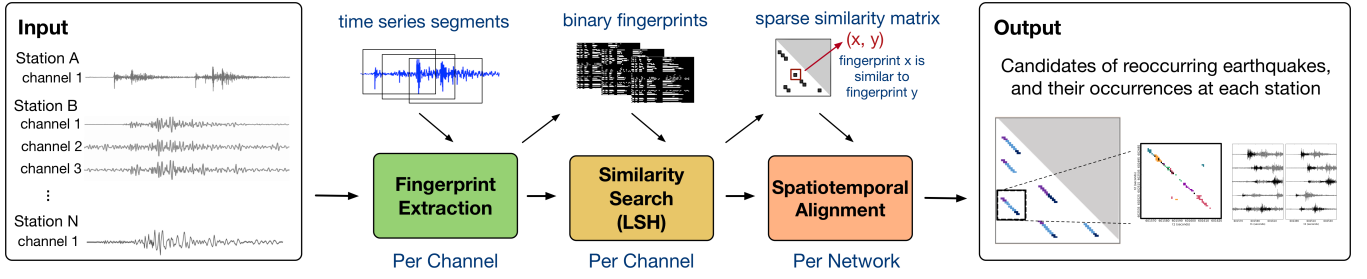 Input
Station A
channel 1
Station B
channel 1
channel 2
channel 3
⋮
Station N
channel 1
time series segments
binary fingerprints
sparse similarity matrix
(x, y)
fingerprint x is
similar to
fingerprint y
Fingerprint
Extraction
Similarity
Search
(LSH)
Spatiotemporal
Alignment
Per Channel
Per Channel
Per Network
Output
Candidates of reoccurring earthquakes,
and their occurrences at each station